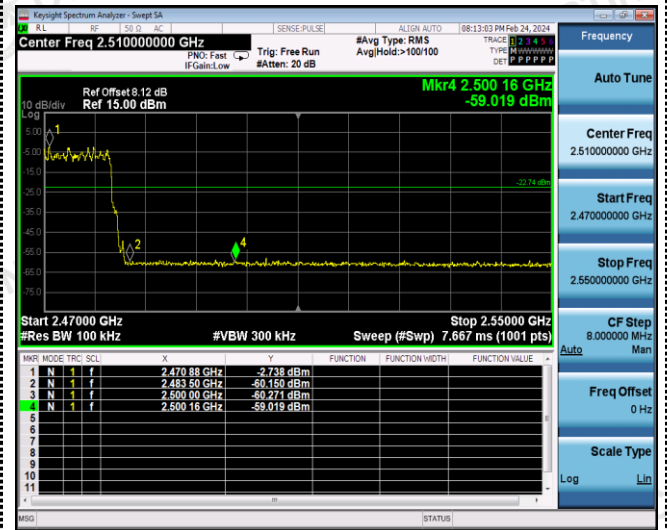 Keysight Spectrum Analyzer - Swept SA
RL RF 50 Ω AC SENSE:PULSE ALIGN AUTO 08:13:03 PM Feb 24, 2024
Center Freq 2.510000000 GHz
PNO: Fast
IFGain:Low
Trig: Free Run
#Atten: 20 dB
#Avg Type: RMS
Avg|Hold:>100/100
TRACE 1 2 3 4 5 6
TYPE M W W W W W
DET P P P P P P
Ref Offset 8.12 dB
Ref 15.00 dBm
10 dB/div
Log
Mkr4 2.500 16 GHz
-59.019 dBm
5.00
-5.00
-15.0
-25.0
-35.0
-45.0
-55.0
-65.0
-75.0
1
2
4
-22.74 dBm
Start 2.47000 GHz Stop 2.55000 GHz
#Res BW 100 kHz #VBW 300 kHz Sweep (#Swp) 7.667 ms (1001 pts)
MKR MODE TRC SCL X Y FUNCTION FUNCTION WIDTH FUNCTION VALUE
1 N 1 f 2.470 88 GHz -2.738 dBm
2 N 1 f 2.483 50 GHz -60.150 dBm
3 N 1 f 2.500 00 GHz -60.271 dBm
4 N 1 f 2.500 16 GHz -59.019 dBm
5
6
7
8
9
10
11
MSG STATUS
Frequency
Auto Tune
Center Freq
2.510000000 GHz
Start Freq
2.470000000 GHz
Stop Freq
2.550000000 GHz
CF Step
8.000000 MHz
Auto Man
Freq Offset
0 Hz
Scale Type
Log Lin